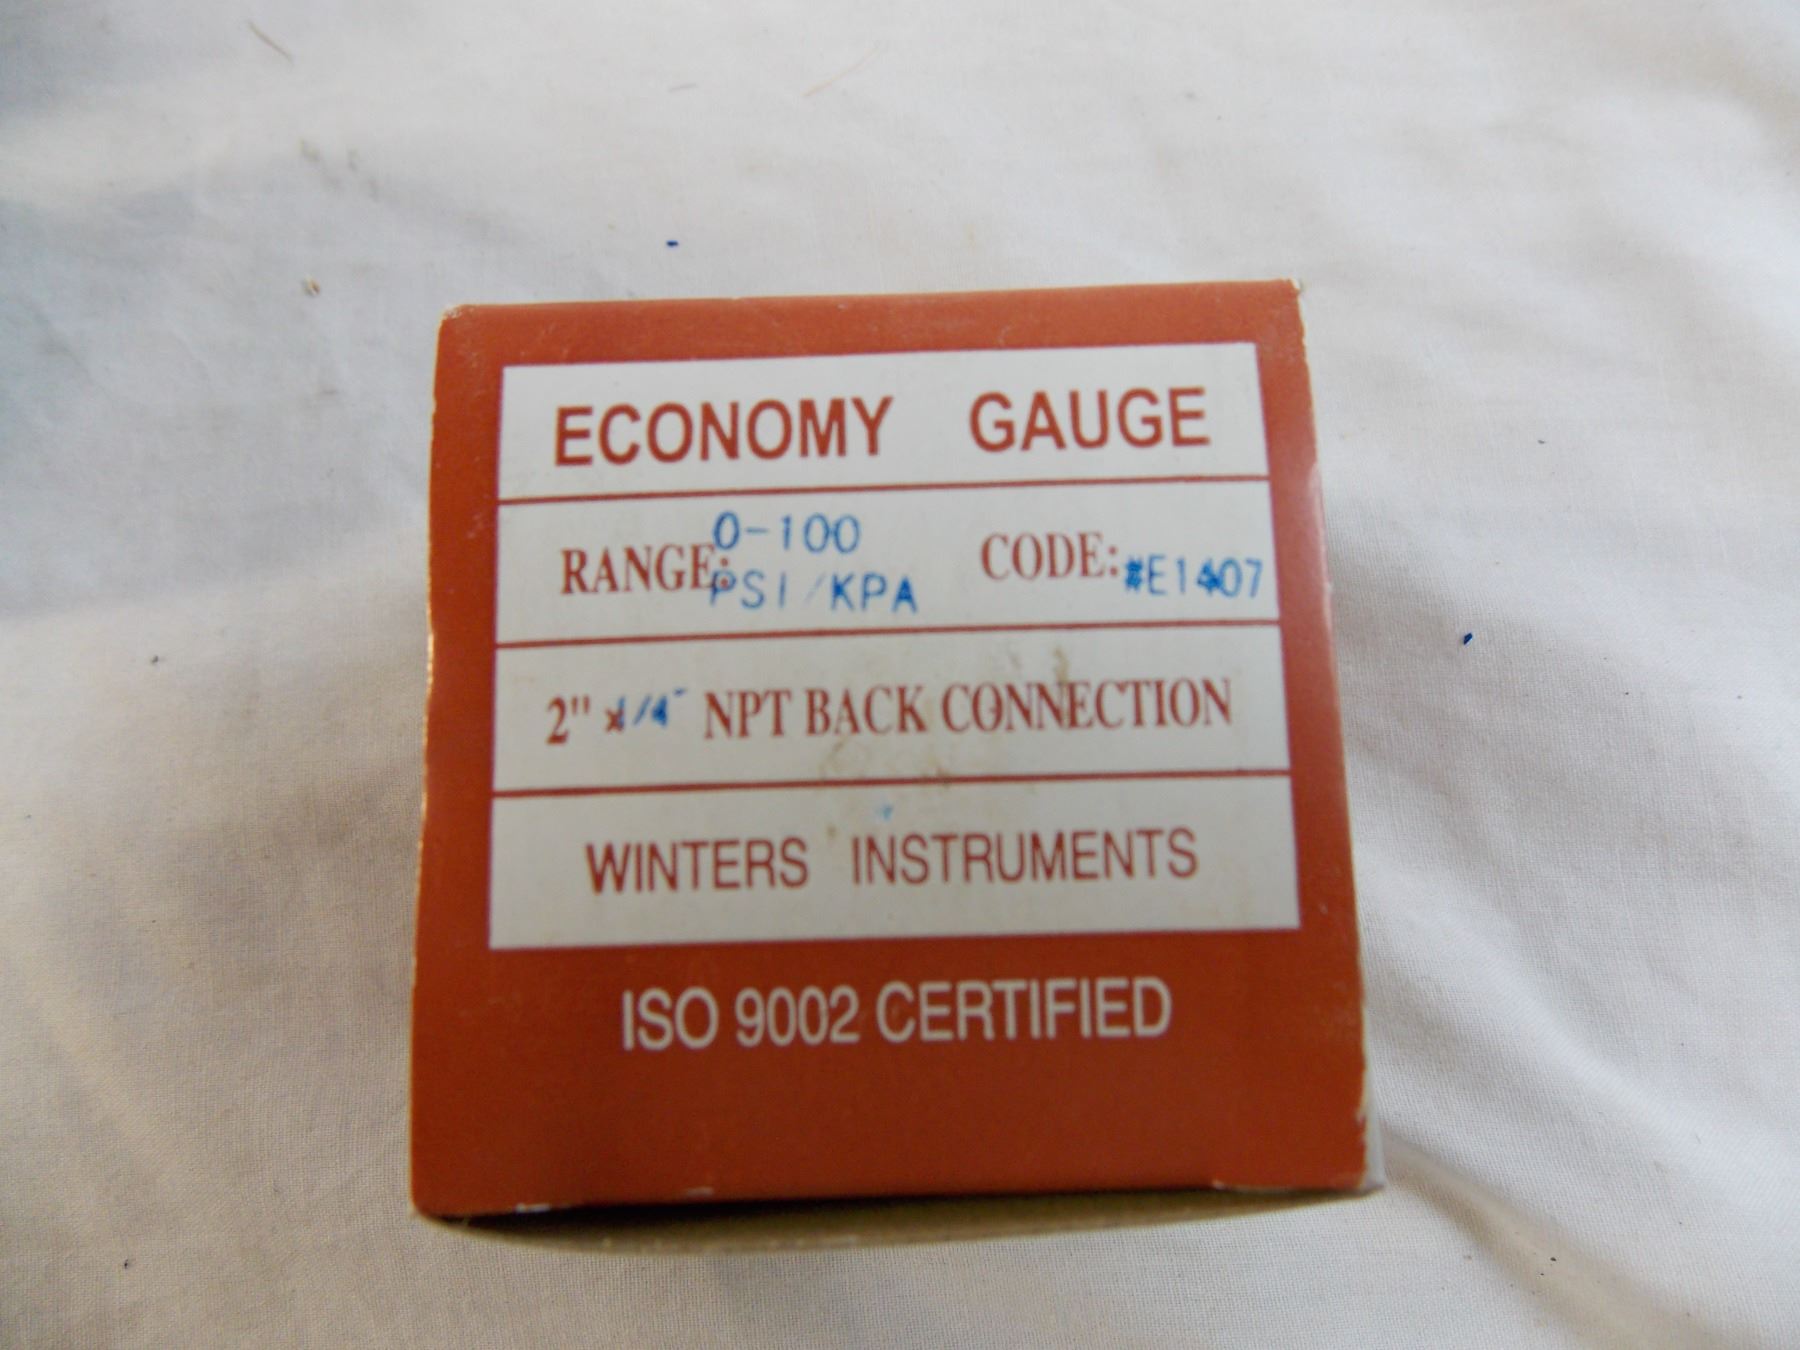 ECONOMY GAUGE
RANGE: 0-100 PSI/KPA CODE: #E1407
2" x 1/4" NPT BACK CONNECTION
WINTERS INSTRUMENTS
ISO 9002 CERTIFIED